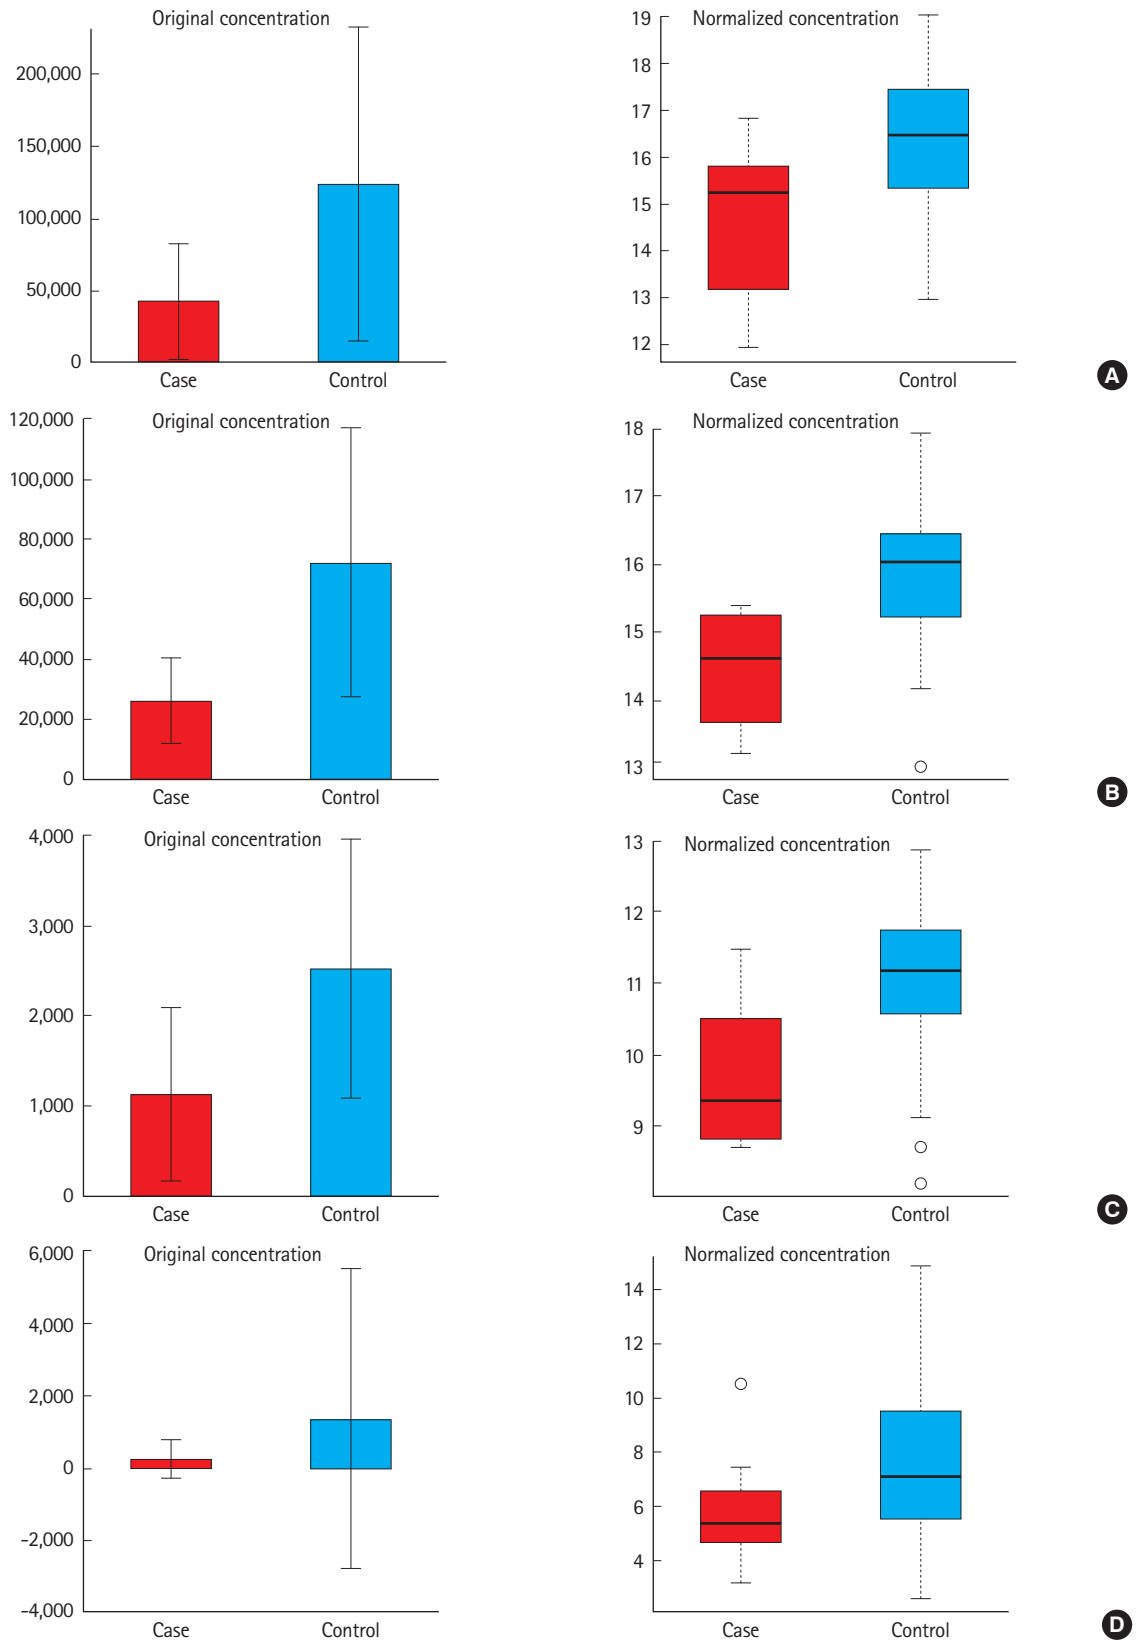 Original concentration
200,000
150,000
100,000
50,000
0
Case Control
Normalized concentration
19
18
17
16
15
14
13
12
Case Control
A
Original concentration
120,000
100,000
80,000
60,000
40,000
20,000
0
Case Control
Normalized concentration
18
17
16
15
14
13
Case Control
B
Original concentration
4,000
3,000
2,000
1,000
0
Case Control
Normalized concentration
13
12
11
10
9
Case Control
C
Original concentration
6,000
4,000
2,000
0
-2,000
-4,000
Case Control
Normalized concentration
14
12
10
8
6
4
Case Control
D